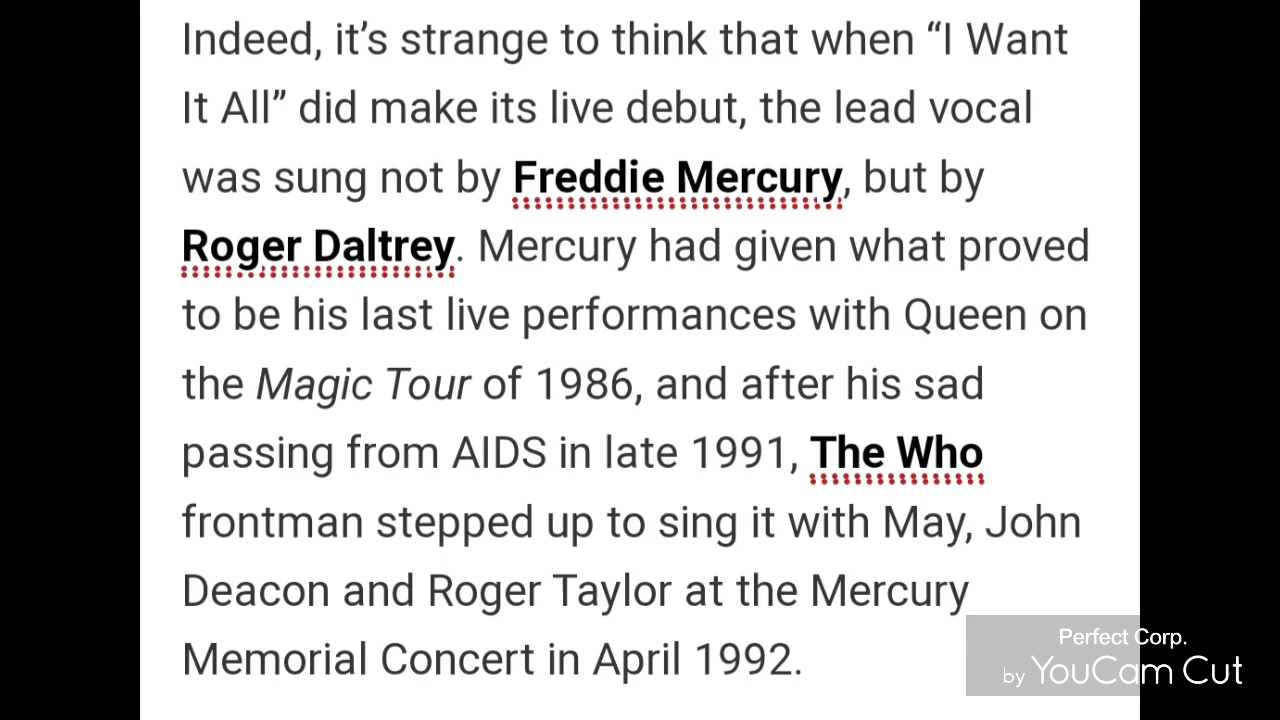 Indeed, it’s strange to think that when “I Want
It All” did make its live debut, the lead vocal
was sung not by Freddie Mercury, but by
Roger Daltrey. Mercury had given what proved
to be his last live performances with Queen on
the Magic Tour of 1986, and after his sad
passing from AIDS in late 1991, The Who
frontman stepped up to sing it with May, John
Deacon and Roger Taylor at the Mercury
Memorial Concert in April 1992.
Perfect Corp.
by YouCam Cut